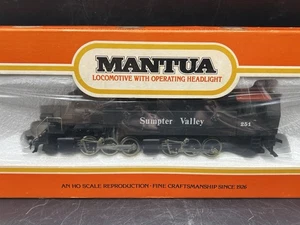 MANTUA
LOCOMOTIVE WITH OPERATING HEADLIGHT
Sumpter Valley
251
AN HO SCALE REPRODUCTION · FINE CRAFTSMANSHIP SINCE 1926